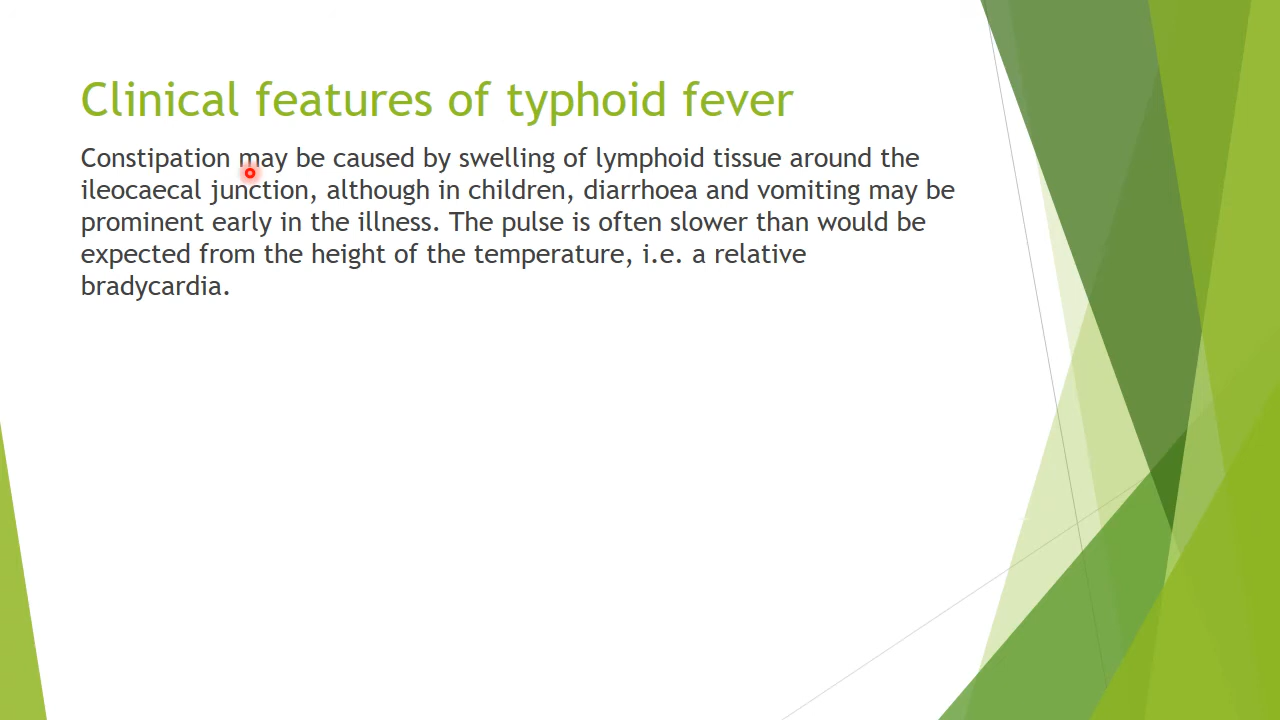 Clinical features of typhoid fever
Constipation may be caused by swelling of lymphoid tissue around the
ileocaecal junction, although in children, diarrhoea and vomiting may be
prominent early in the illness. The pulse is often slower than would be
expected from the height of the temperature, i.e. a relative
bradycardia.